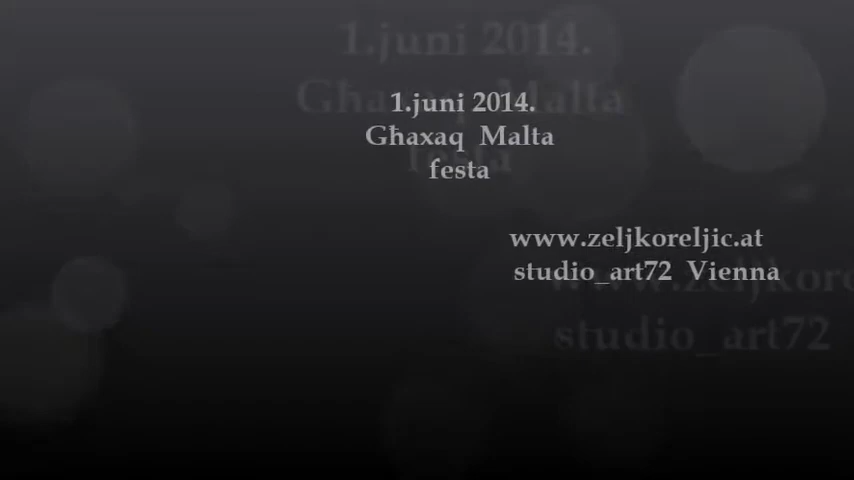 1.juni 2014.
Għaxaq Malta
festa
www.zeljkoreljic.at
studio_art72 Vienna